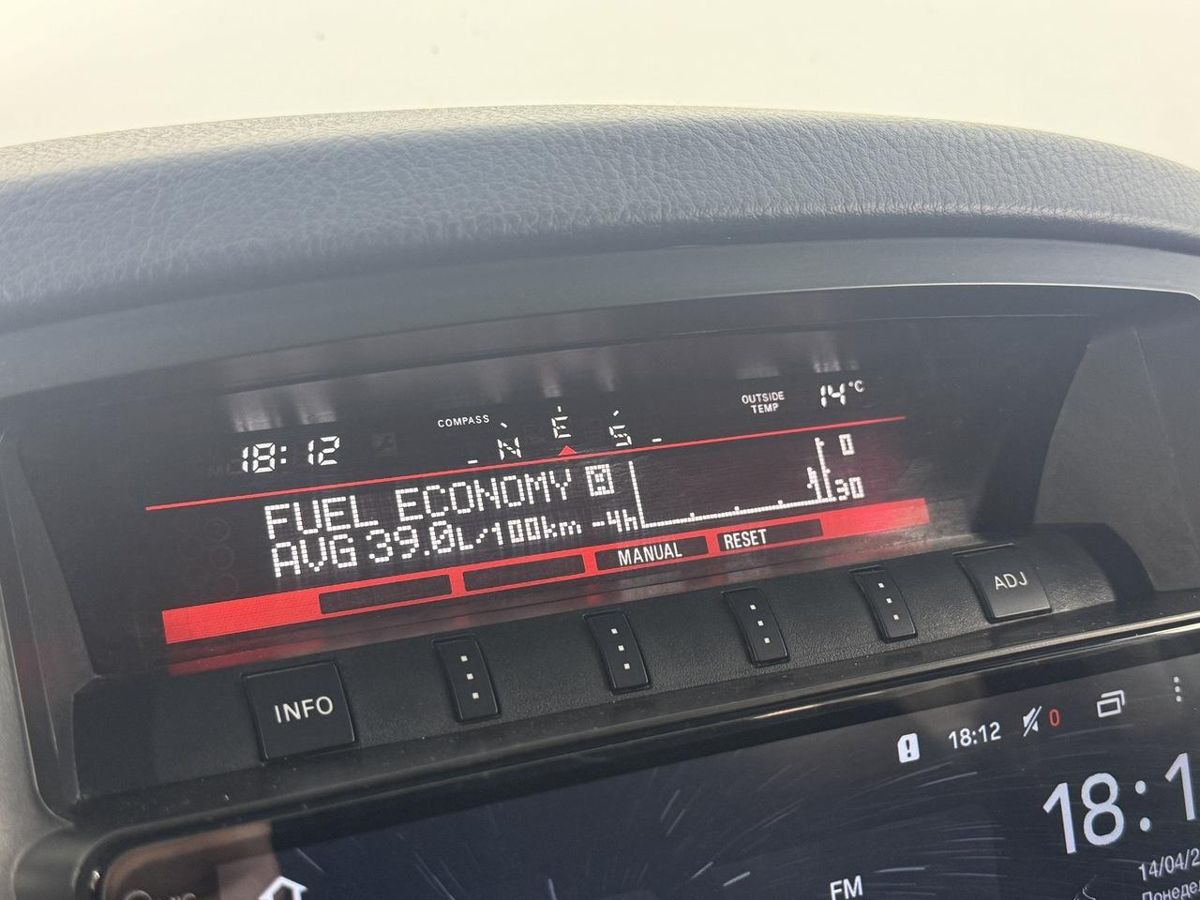 COMPASS
OUTSIDE TEMP
14°C
18:12
N E S
FUEL ECONOMY
0
AVG 39.0L/100km
-4h
30
MANUAL
RESET
INFO
ADJ
18:12
0
18:1
14/04/2
FM
Понедел